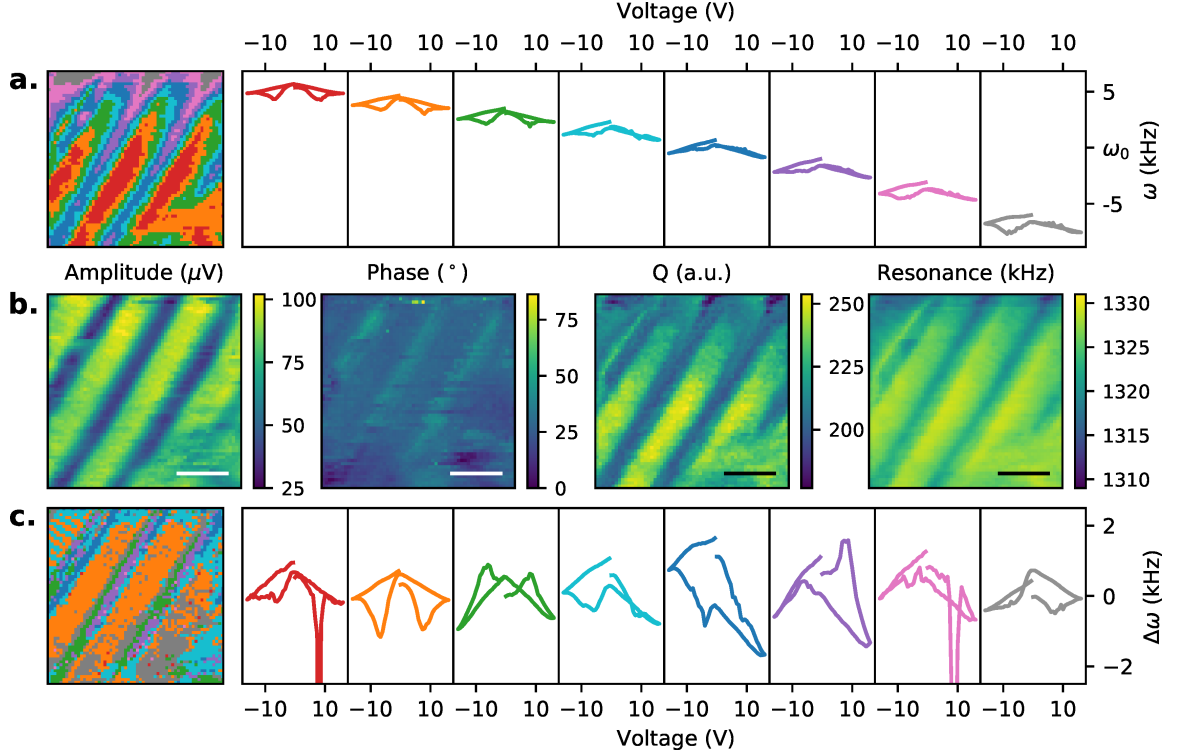 Voltage (V)
−10 10 −10 10 −10 10 −10 10 −10 10 −10 10 −10 10 −10 10
a.
5
ω0
-5
ω (kHz)
Amplitude (μV) Phase (°) Q (a.u.) Resonance (kHz)
b.
100
75
50
25
75
50
25
0
250
225
200
1330
1325
1320
1315
1310
c.
2
0
−2
Δω (kHz)
−10 10 −10 10 −10 10 −10 10 −10 10 −10 10 −10 10 −10 10
Voltage (V)